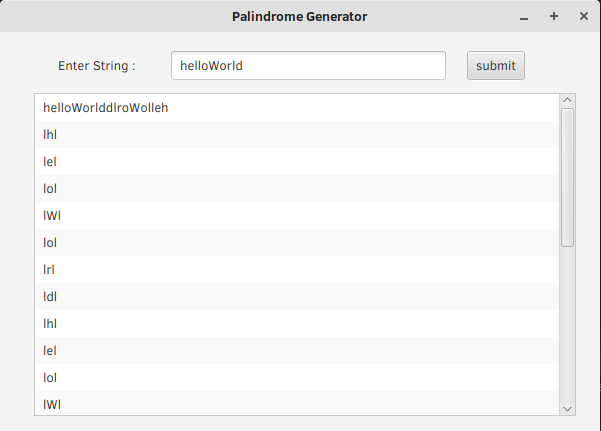 Palindrome Generator
Enter String : helloWorld submit
helloWorlddlroWolleh
lhl
lel
lol
lWl
lol
lrl
ldl
lhl
lel
lol
lWl